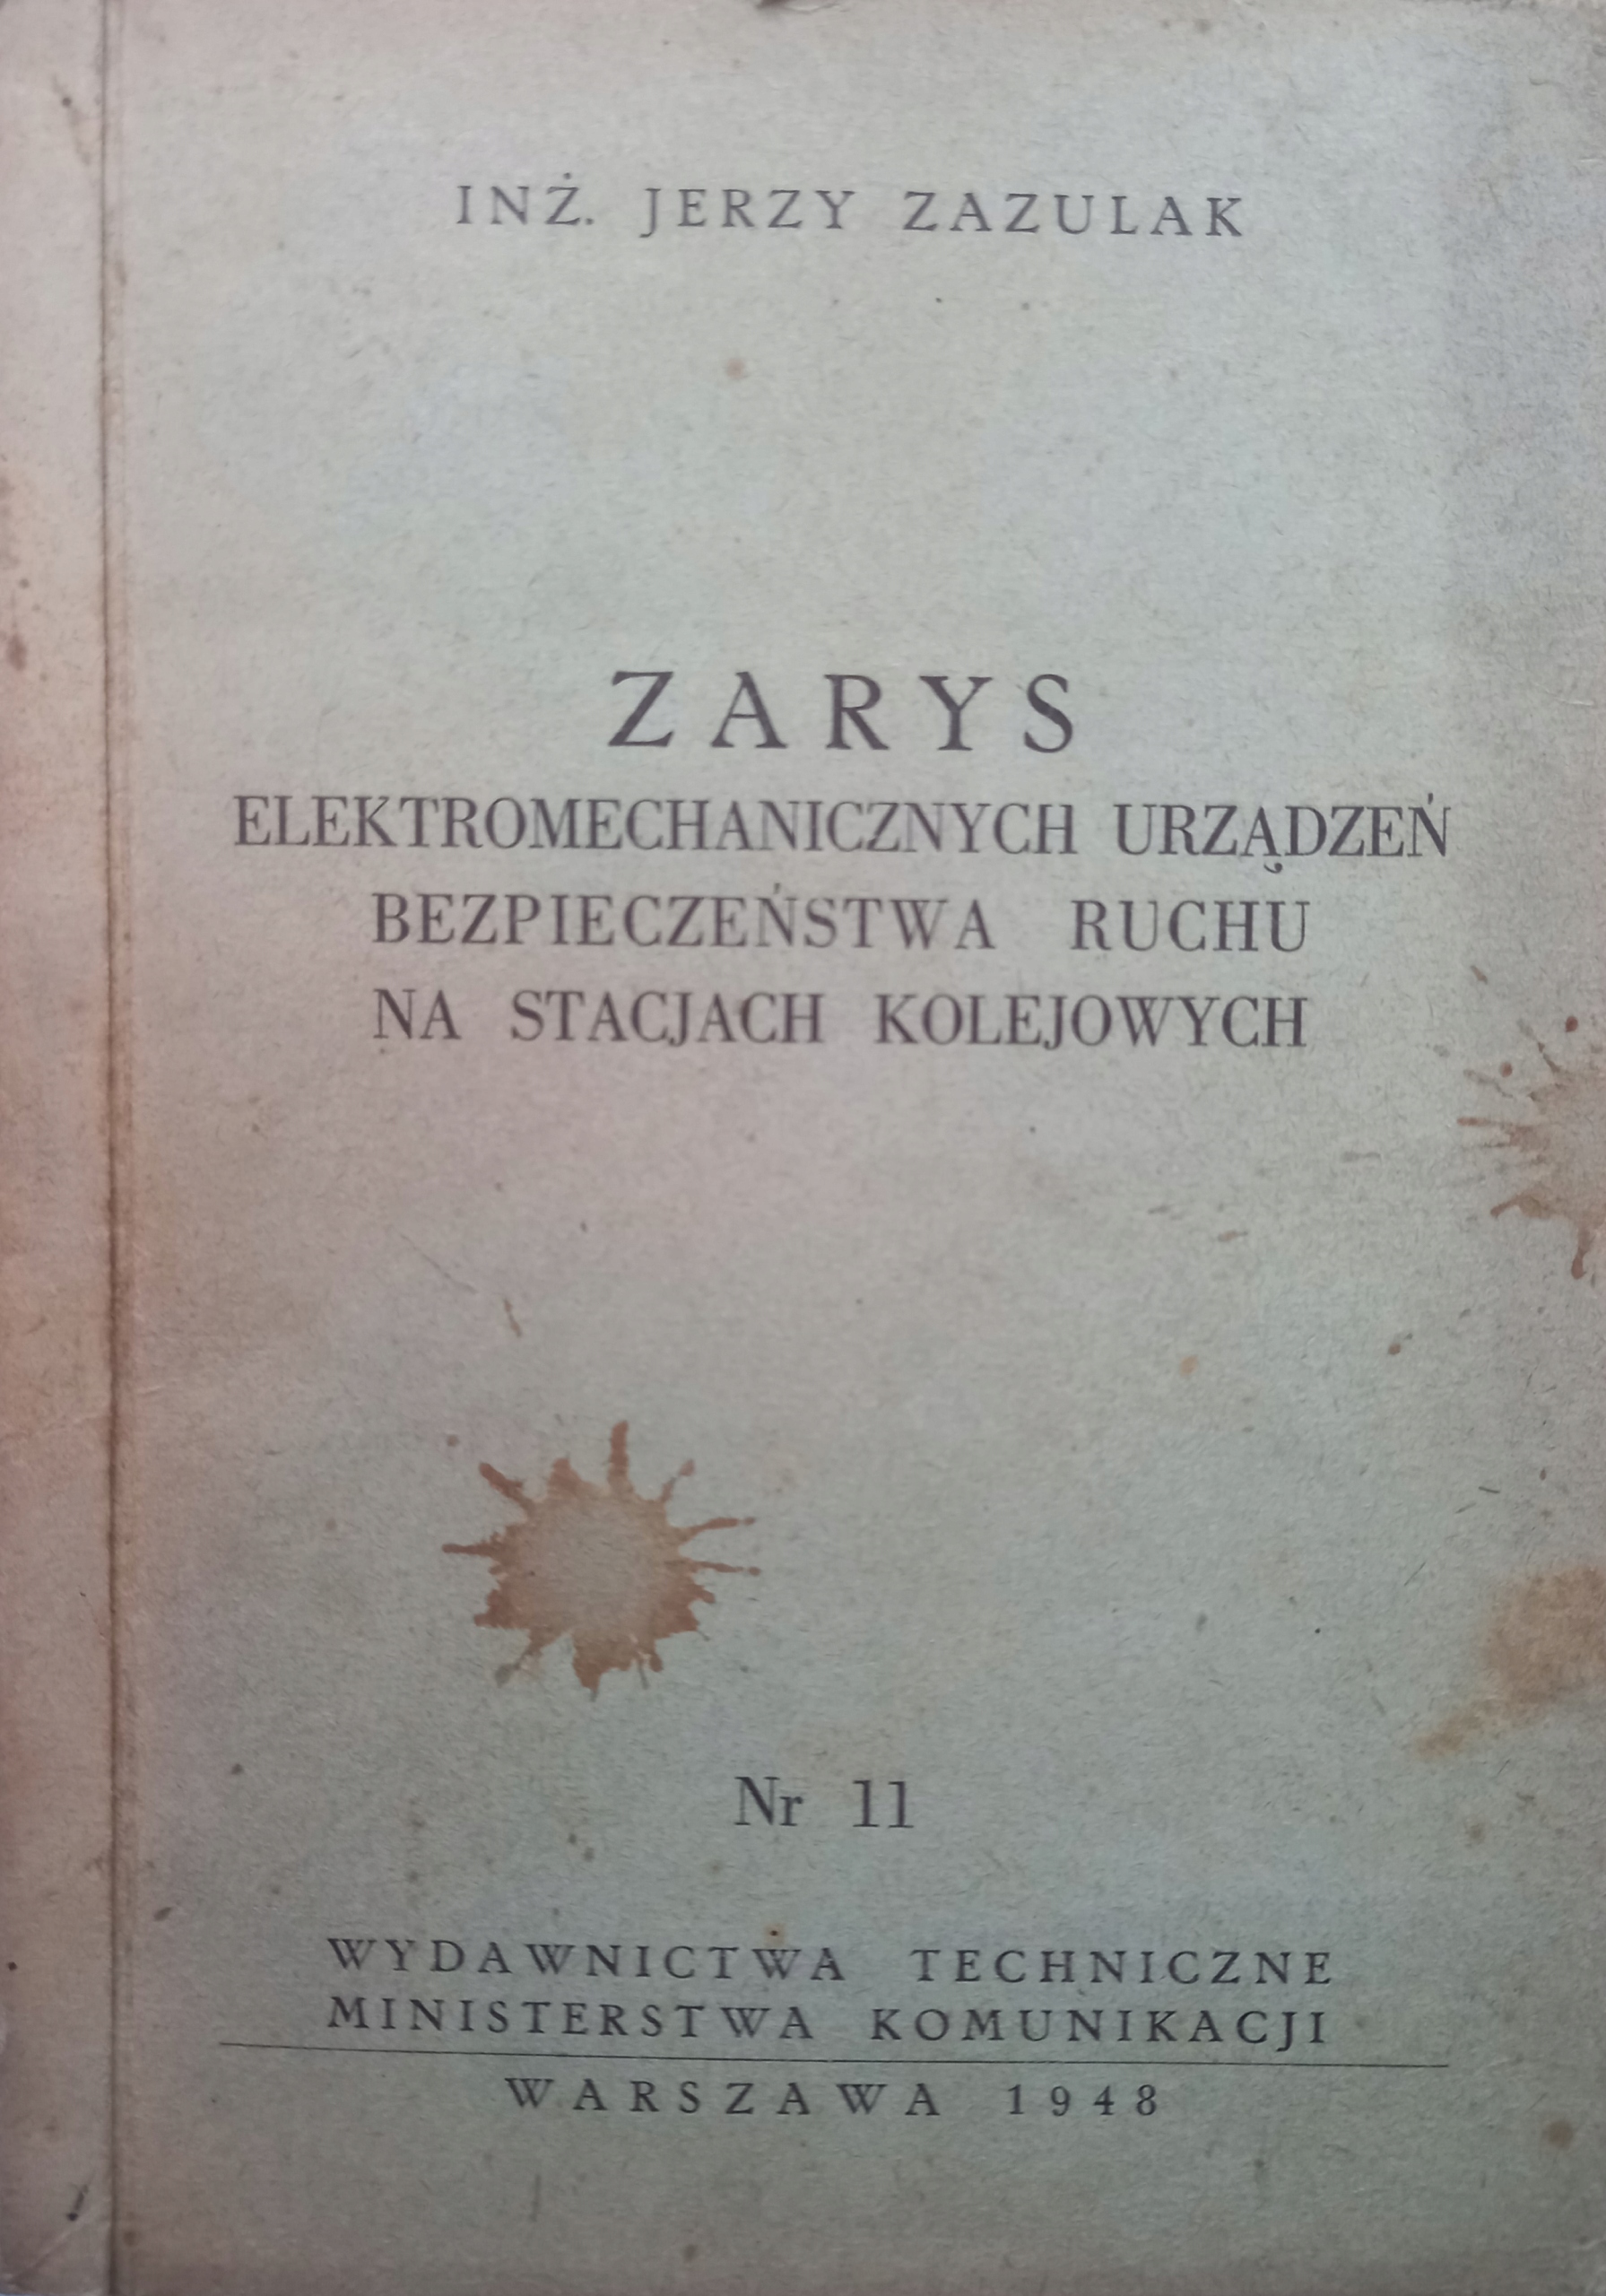 INŻ. JERZY ZAZULAK
ZARYS
ELEKTROMECHANICZNYCH URZĄDZEŃ
BEZPIECZEŃSTWA RUCHU
NA STACJACH KOLEJOWYCH
Nr 11
WYDAWNICTWA TECHNICZNE
MINISTERSTWA KOMUNIKACJI
WARSZAWA 1948